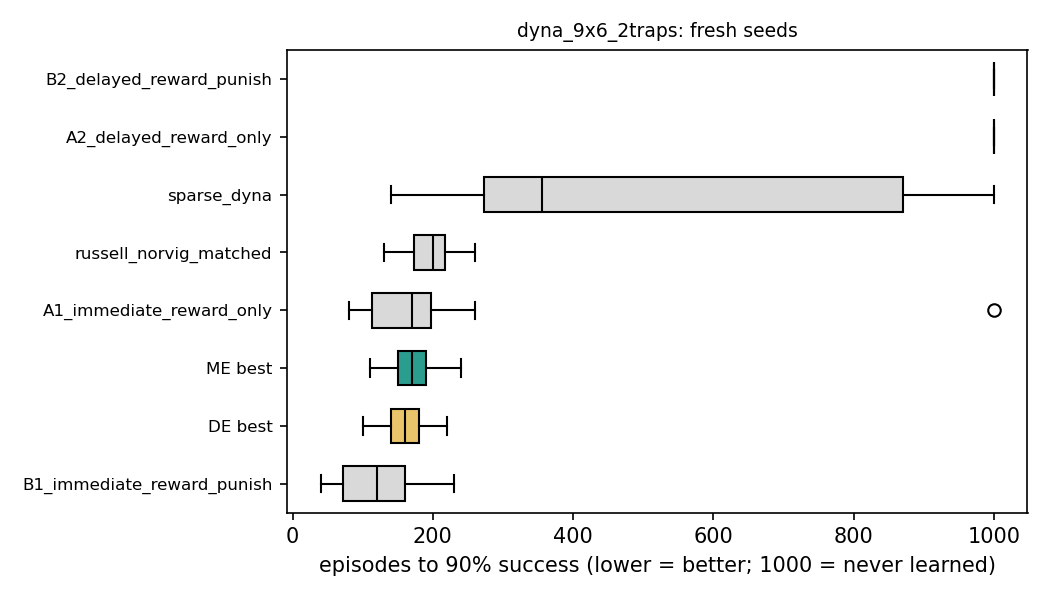 dyna_9x6_2traps: fresh seeds
B2_delayed_reward_punish
A2_delayed_reward_only
sparse_dyna
russell_norvig_matched
A1_immediate_reward_only
ME best
DE best
B1_immediate_reward_punish
0 200 400 600 800 1000
episodes to 90% success (lower = better; 1000 = never learned)